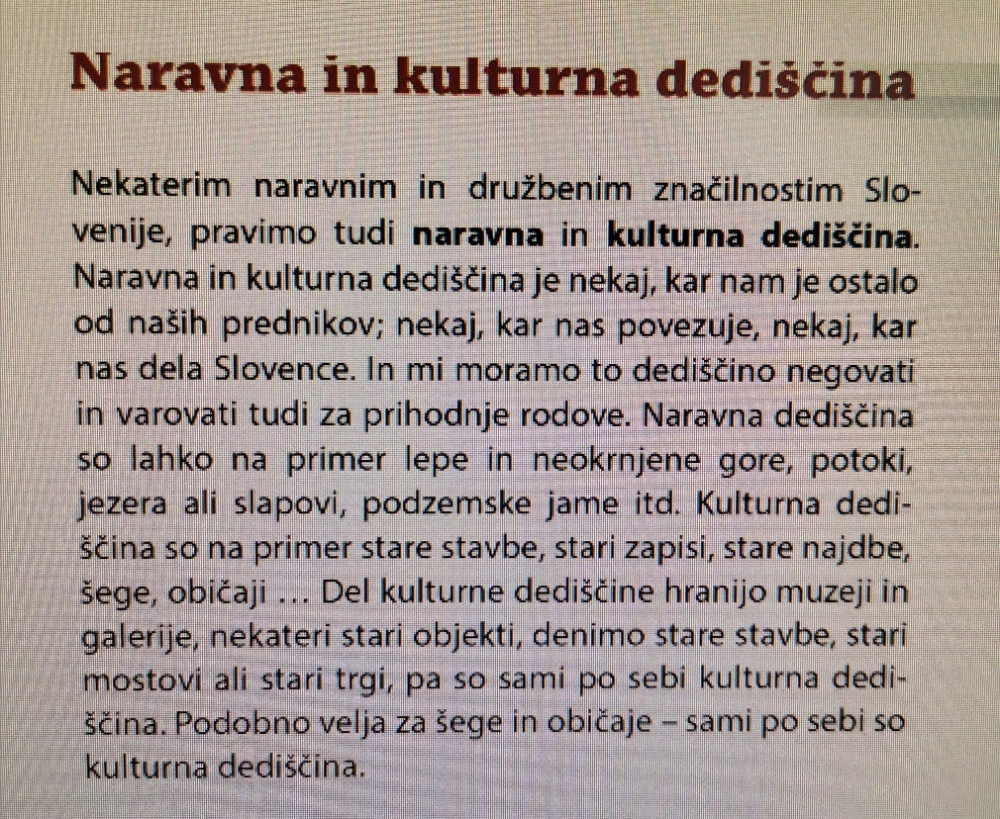 Naravna in kulturna dediščina
Nekaterim naravnim in družbenim značilnostim Slo-
venije, pravimo tudi naravna in kulturna dediščina.
Naravna in kulturna dediščina je nekaj, kar nam je ostalo
od naših prednikov; nekaj, kar nas povezuje, nekaj, kar
nas dela Slovence. In mi moramo to dediščino negovati
in varovati tudi za prihodnje rodove. Naravna dediščina
so lahko na primer lepe in neokrnjene gore, potoki,
jezera ali slapovi, podzemske jame itd. Kulturna dedi-
ščina so na primer stare stavbe, stari zapisi, stare najdbe,
šege, običaji … Del kulturne dediščine hranijo muzeji in
galerije, nekateri stari objekti, denimo stare stavbe, stari
mostovi ali stari trgi, pa so sami po sebi kulturna dedi-
ščina. Podobno velja za šege in običaje – sami po sebi so
kulturna dediščina.